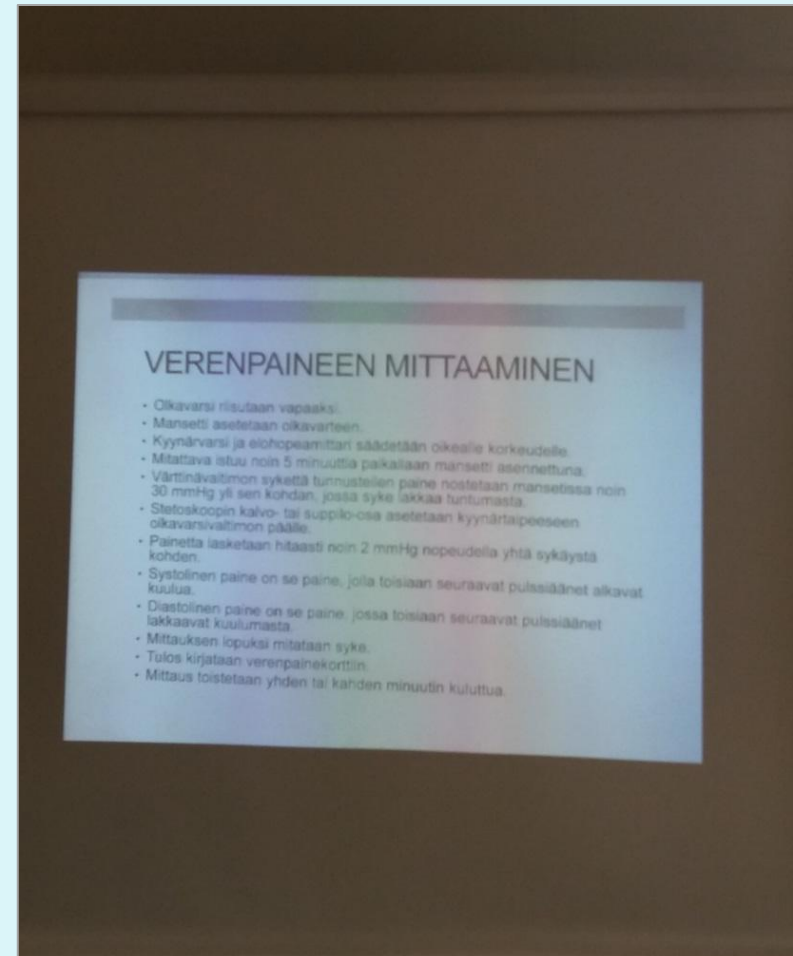 VERENPAINEEN MITTAAMINEN
• Olkavarsi riisutaan vapaaksi.
• Mansetti asetetaan olkavarteen.
• Kyynärvarsi ja elohopeamittari säädetään oikealle korkeudelle.
• Mitattava istuu noin 5 minuuttia paikallaan mansetti asennettuna.
• Värttinävaltimon sykettä tunnustellen paine nostetaan mansetissa noin
30 mmHg yli sen kohdan, jossa syke lakkaa tuntumasta.
• Stetoskoopin kalvo- tai suppilo-osa asetetaan kyynärtaipeeseen
olkavarsivaltimon päälle.
• Painetta lasketaan hitaasti noin 2 mmHg nopeudella yhtä sykäystä
kohden.
• Systolinen paine on se paine, jolla toisiaan seuraavat pulssiäänet alkavat
kuulua.
• Diastolinen paine on se paine, jossa toisiaan seuraavat pulssiäänet
lakkaavat kuulumasta.
• Mittauksen lopuksi mitataan syke.
• Tulos kirjataan verenpainekorttiin.
• Mittaus toistetaan yhden tai kahden minuutin kuluttua.